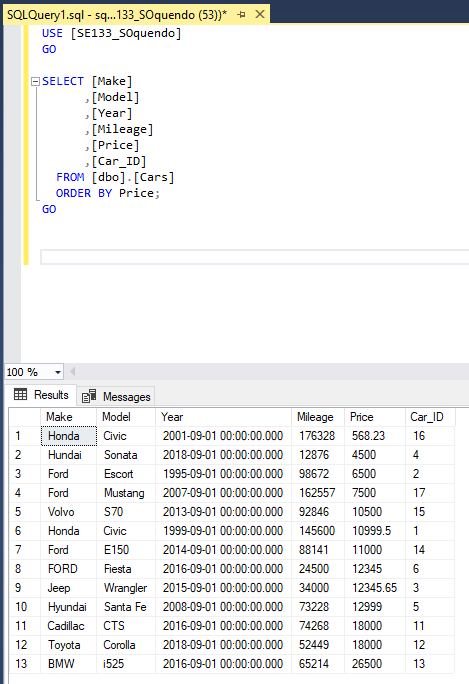 SQLQuery1.sql - sq...133_SOquendo (53))*
USE [SE133_SOquendo]
GO
SELECT [Make]
,[Model]
,[Year]
,[Mileage]
,[Price]
,[Car_ID]
FROM [dbo].[Cars]
ORDER BY Price;
GO
100 %
Results Messages
Make Model Year Mileage Price Car_ID
1 Honda Civic 2001-09-01 00:00:00.000 176328 568.23 16
2 Hundai Sonata 2018-09-01 00:00:00.000 12876 4500 4
3 Ford Escort 1995-09-01 00:00:00.000 98672 6500 2
4 Ford Mustang 2007-09-01 00:00:00.000 162557 7500 17
5 Volvo S70 2013-09-01 00:00:00.000 92846 10500 15
6 Honda Civic 1999-09-01 00:00:00.000 145600 10999.5 1
7 Ford E150 2014-09-01 00:00:00.000 88141 11000 14
8 FORD Fiesta 2016-09-01 00:00:00.000 24500 12345 6
9 Jeep Wrangler 2015-09-01 00:00:00.000 34000 12345.65 3
10 Hyundai Santa Fe 2008-09-01 00:00:00.000 73228 12999 5
11 Cadillac CTS 2016-09-01 00:00:00.000 74268 18000 11
12 Toyota Corolla 2018-09-01 00:00:00.000 52449 18000 12
13 BMW i525 2016-09-01 00:00:00.000 65214 26500 13